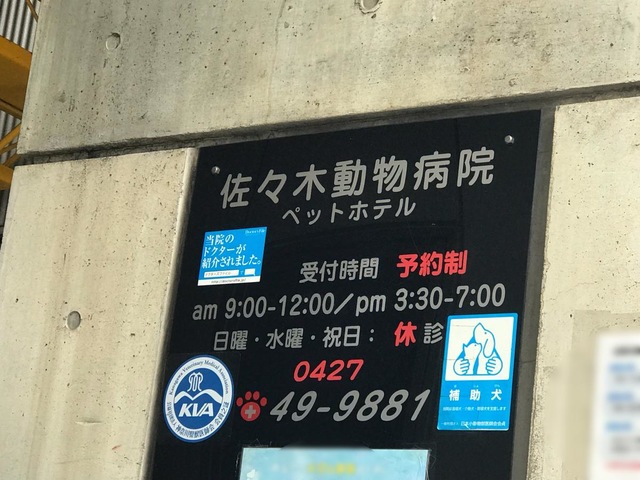 佐々木動物病院
ペットホテル
当院の
ドクターが
紹介されました。
受付時間 予約制
am 9:00-12:00/pm 3:30-7:00
日曜・水曜・祝日： 休診
0427
49-9881
KVA
補助犬